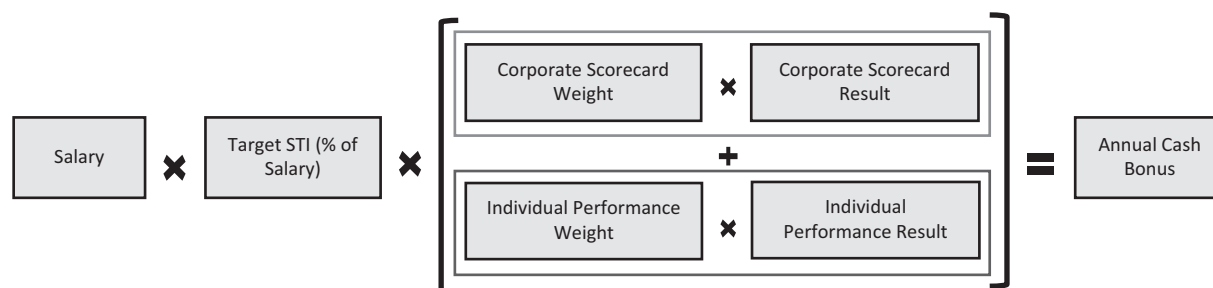 Salary
×
Target STI (% of
Salary)
×
[
Corporate Scorecard
Weight
×
Corporate Scorecard
Result
+
Individual Performance
Weight
×
Individual
Performance Result
]
=
Annual Cash
Bonus